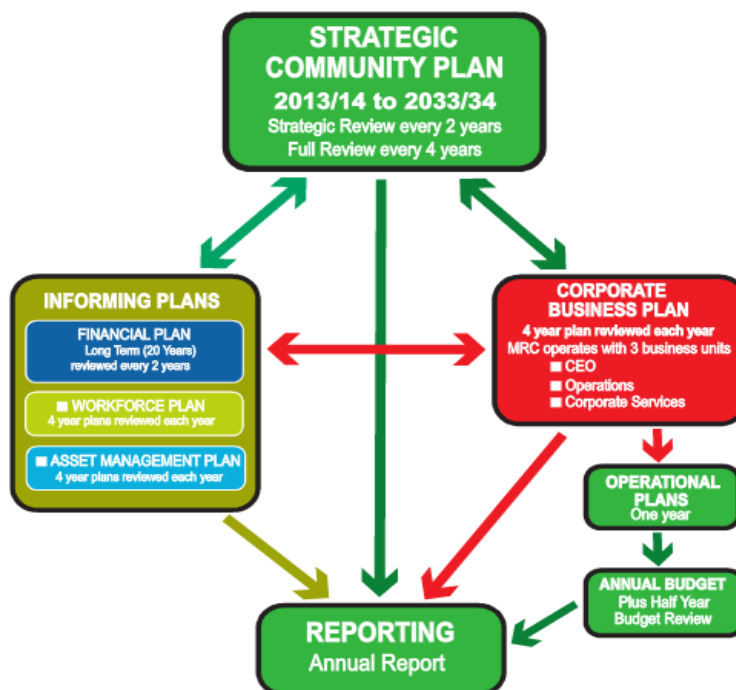 STRATEGIC
COMMUNITY PLAN
2013/14 to 2033/34
Strategic Review every 2 years
Full Review every 4 years
INFORMING PLANS
FINANCIAL PLAN
Long Term (20 Years)
reviewed every 2 years
WORKFORCE PLAN
4 year plans reviewed each year
ASSET MANAGEMENT PLAN
4 year plans reviewed each year
CORPORATE
BUSINESS PLAN
4 year plan reviewed each year
MRC operates with 3 business units
CEO
Operations
Corporate Services
OPERATIONAL
PLANS
One year
ANNUAL BUDGET
Plus Half Year
Budget Review
REPORTING
Annual Report